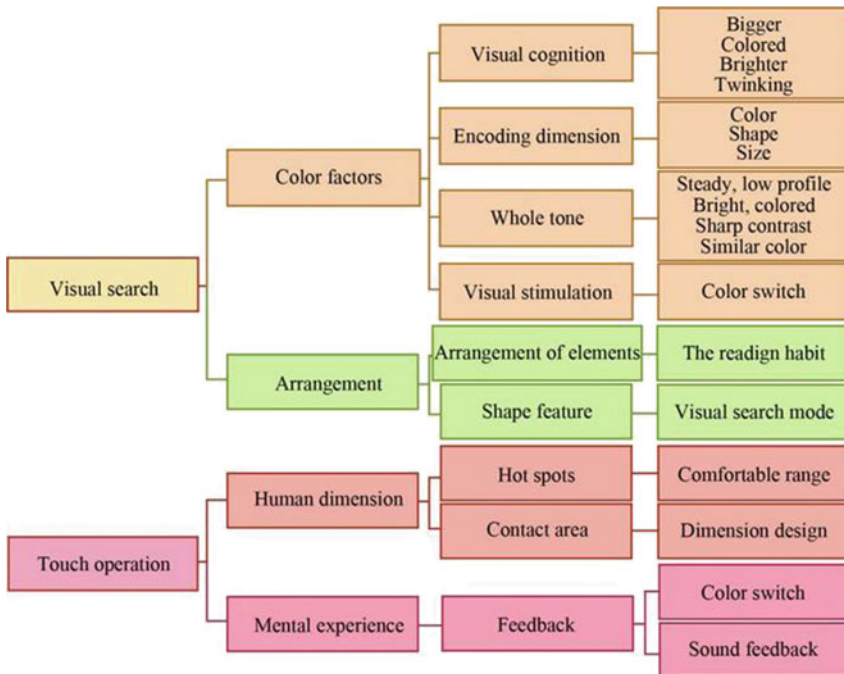 Visual search
Color factors
Visual cognition
Bigger
Colored
Brighter
Twinking
Encoding dimension
Color
Shape
Size
Whole tone
Steady, low profile
Bright, colored
Sharp contrast
Similar color
Visual stimulation
Color switch
Arrangement
Arrangement of elements
The readign habit
Shape feature
Visual search mode
Touch operation
Human dimension
Hot spots
Comfortable range
Contact area
Dimension design
Mental experience
Feedback
Color switch
Sound feedback